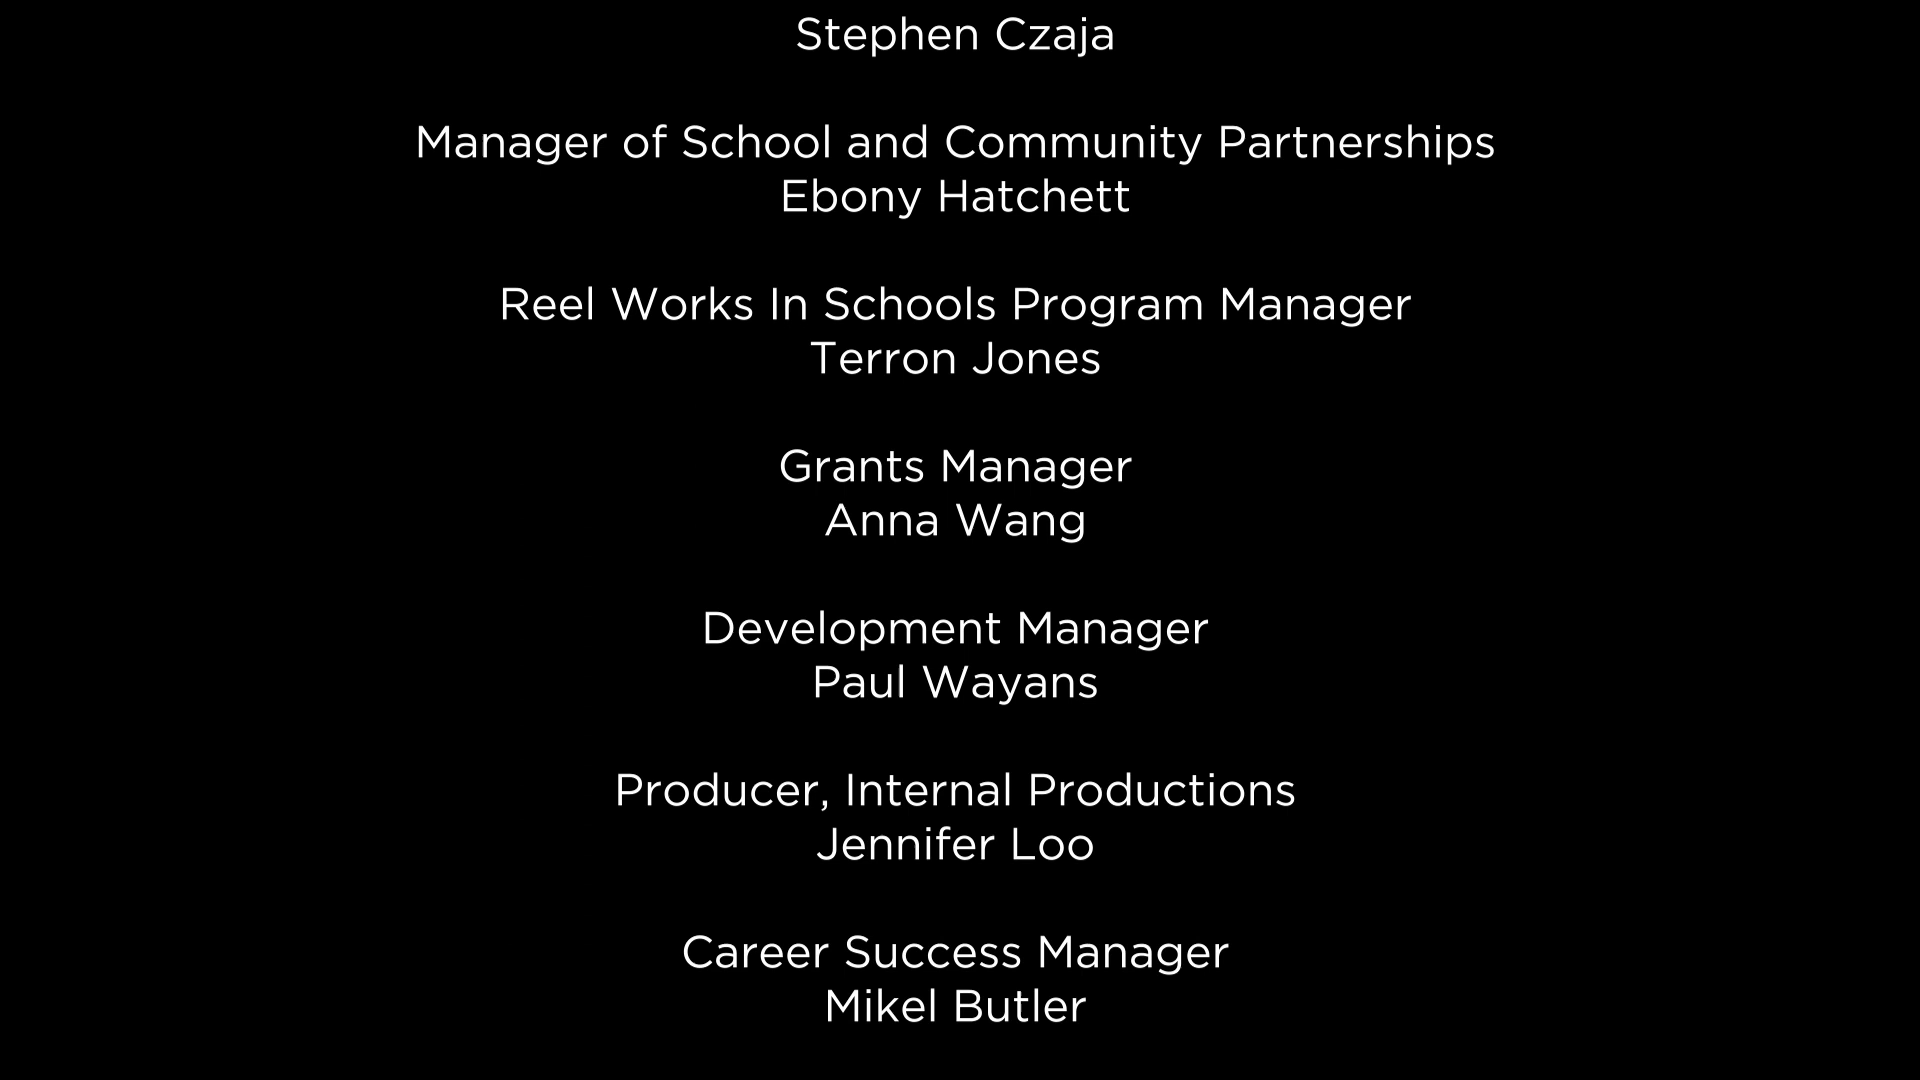 Stephen Czaja
Manager of School and Community Partnerships
Ebony Hatchett
Reel Works In Schools Program Manager
Terron Jones
Grants Manager
Anna Wang
Development Manager
Paul Wayans
Producer, Internal Productions
Jennifer Loo
Career Success Manager
Mikel Butler